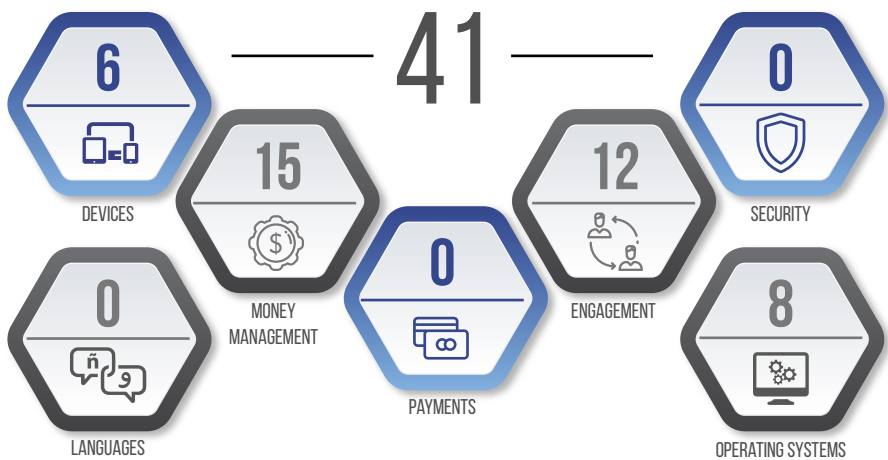 41
6
DEVICES
15
MONEY
MANAGEMENT
0
PAYMENTS
12
ENGAGEMENT
0
SECURITY
0
ñ
و
LANGUAGES
8
OPERATING SYSTEMS
$